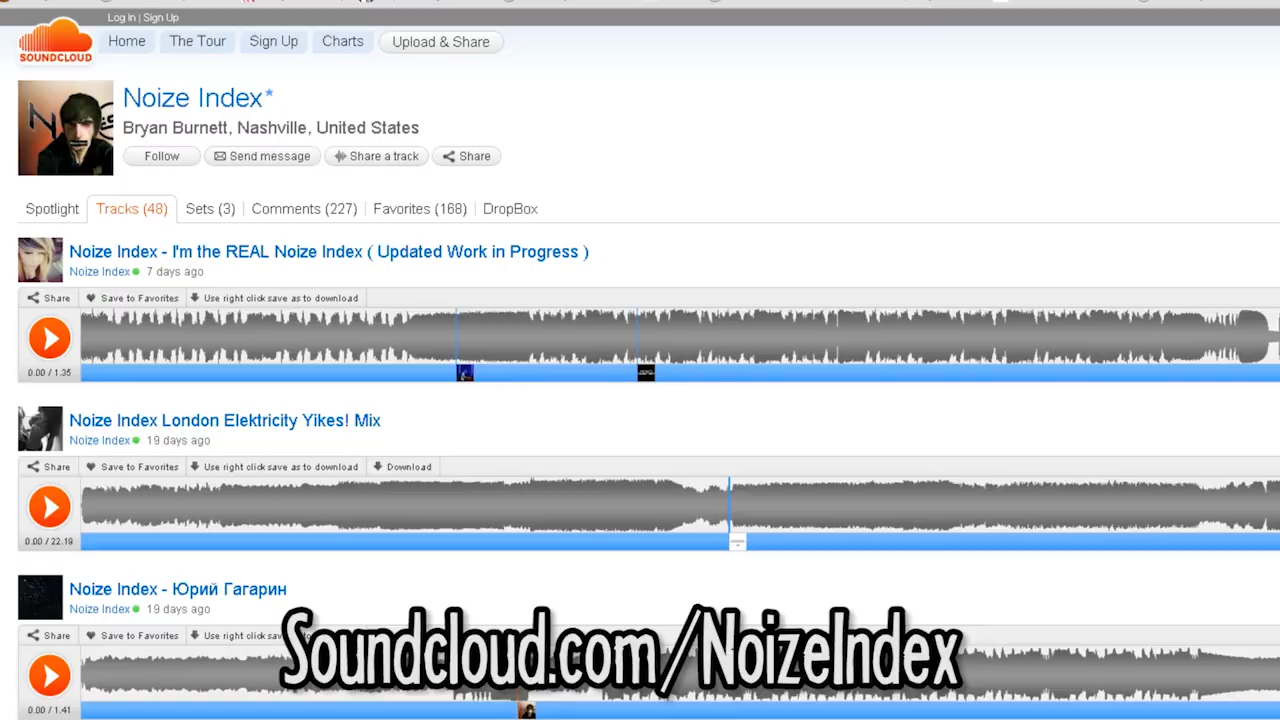 Log In | Sign Up
SOUNDCLOUD
Home The Tour Sign Up Charts Upload & Share
Noize Index*
Bryan Burnett, Nashville, United States
Follow Send message Share a track Share
Spotlight Tracks (48) Sets (3) Comments (227) Favorites (168) DropBox
Noize Index - I'm the REAL Noize Index ( Updated Work in Progress )
Noize Index 7 days ago
Share Save to Favorites Use right click save as to download
0.00 / 1.35
Noize Index London Elektricity Yikes! Mix
Noize Index 19 days ago
Share Save to Favorites Use right click save as to download Download
0.00 / 22.19
Noize Index - Юрий Гагарин
Noize Index 19 days ago
Share Save to Favorites Use right click
Soundcloud.com/NoizeIndex
0.00 / 1.41